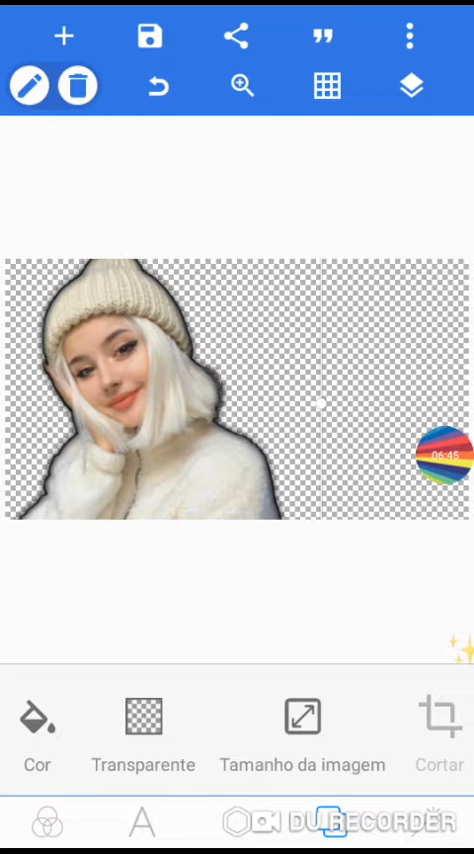 06:45
Cor
Transparente
Tamanho da imagem
Cortar
DU RECORDER